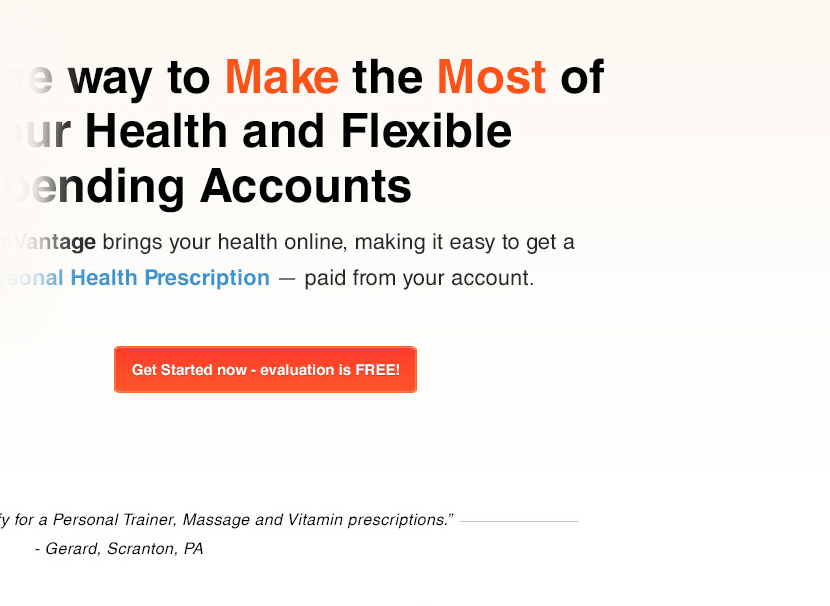 he way to Make the Most of
our Health and Flexible
pending Accounts
aVantage brings your health online, making it easy to get a
rsonal Health Prescription — paid from your account.
Get Started now - evaluation is FREE!
fy for a Personal Trainer, Massage and Vitamin prescriptions.”
- Gerard, Scranton, PA